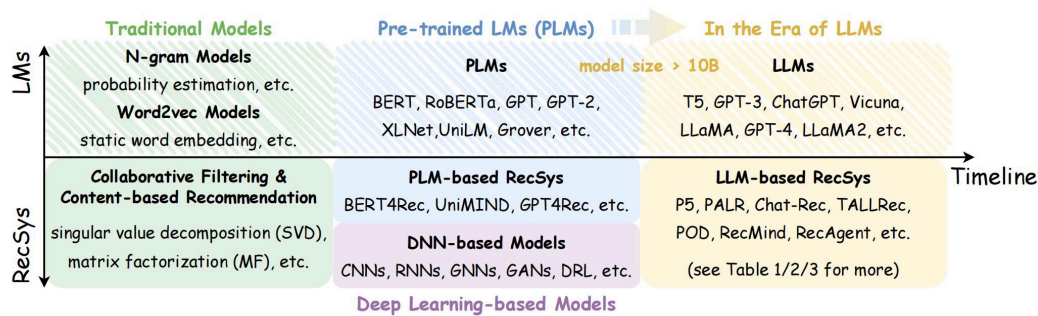 Traditional Models
Pre-trained LMs (PLMs)
In the Era of LLMs
LMs
N-gram Models
probability estimation, etc.
Word2vec Models
static word embedding, etc.
PLMs
BERT, RoBERTa, GPT, GPT-2,
XLNet,UniLM, Grover, etc.
model size > 10B
LLMs
T5, GPT-3, ChatGPT, Vicuna,
LLaMA, GPT-4, LLaMA2, etc.
Timeline
RecSys
Collaborative Filtering &
Content-based Recommendation
singular value decomposition (SVD),
matrix factorization (MF), etc.
PLM-based RecSys
BERT4Rec, UniMIND, GPT4Rec, etc.
DNN-based Models
CNNs, RNNs, GNNs, GANs, DRL, etc.
Deep Learning-based Models
LLM-based RecSys
P5, PALR, Chat-Rec, TALLRec,
POD, RecMind, RecAgent, etc.
(see Table 1/2/3 for more)